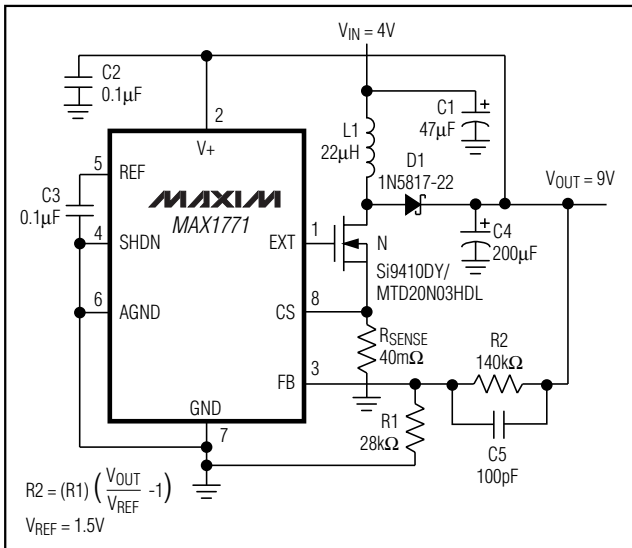 V_IN = 4V
C2
0.1μF
2
C1
47μF
L1
22μH
V+
D1
1N5817-22
5
REF
V_OUT = 9V
MAXIM
MAX1771
C3
0.1μF
4
SHDN
EXT
1
N
C4
200μF
Si9410DY/
MTD20N03HDL
6
AGND
CS
8
R_SENSE
40mΩ
R2
140kΩ
FB
3
GND
7
R1
28kΩ
C5
100pF
R2 = (R1) (V_OUT/V_REF -1)
V_REF = 1.5V